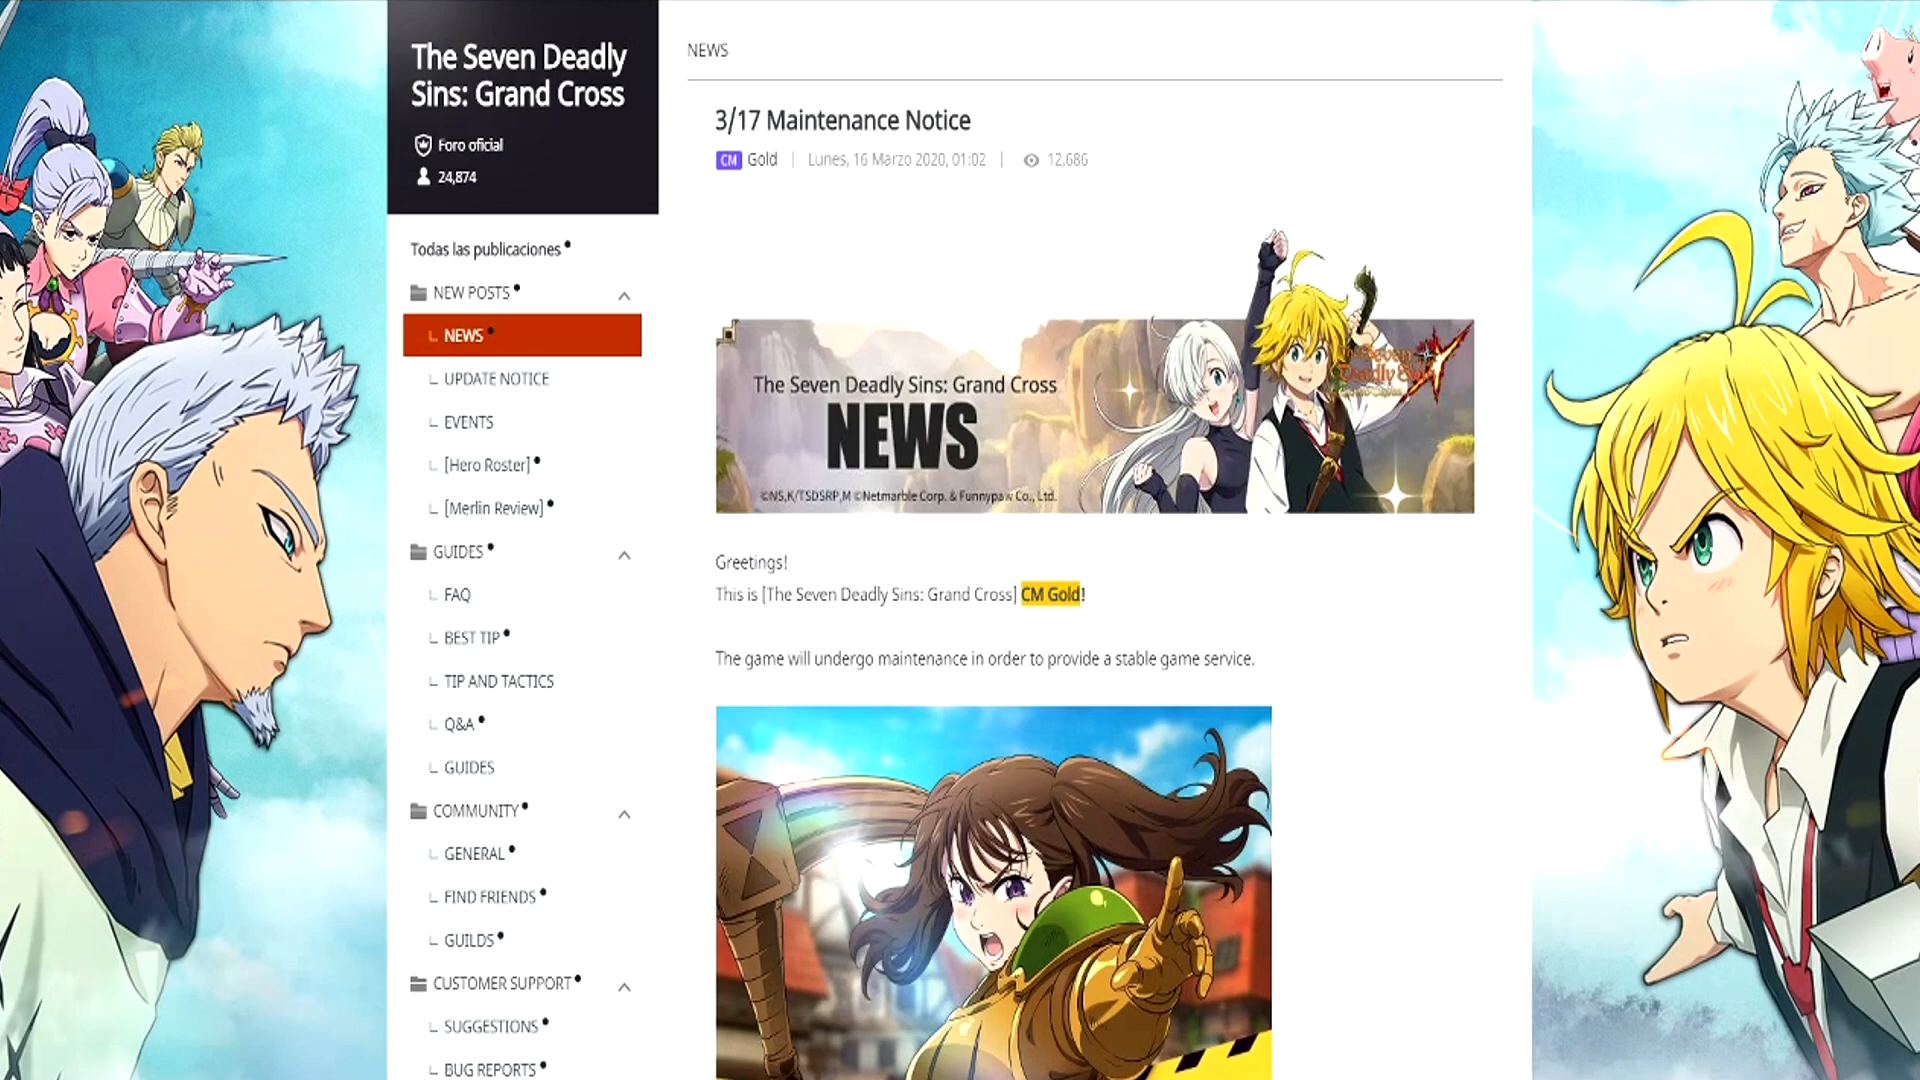 The Seven Deadly
Sins: Grand Cross
Foro oficial
24,874
Todas las publicaciones
NEW POSTS
NEWS
UPDATE NOTICE
EVENTS
[Hero Roster]
[Merlin Review]
GUIDES
FAQ
BEST TIP
TIP AND TACTICS
Q&A
GUIDES
COMMUNITY
GENERAL
FIND FRIENDS
GUILDS
CUSTOMER SUPPORT
SUGGESTIONS
BUG REPORTS
NEWS
3/17 Maintenance Notice
CM Gold | Lunes, 16 Marzo 2020, 01:02 | 12,686
The Seven Deadly Sins: Grand Cross
NEWS
©NS,K/TSDSRP,M ©Netmarble Corp. & Funnypaw Co., Ltd.
Seven
Deadly Sins
Greetings!
This is [The Seven Deadly Sins: Grand Cross] CM Gold!
The game will undergo maintenance in order to provide a stable game service.